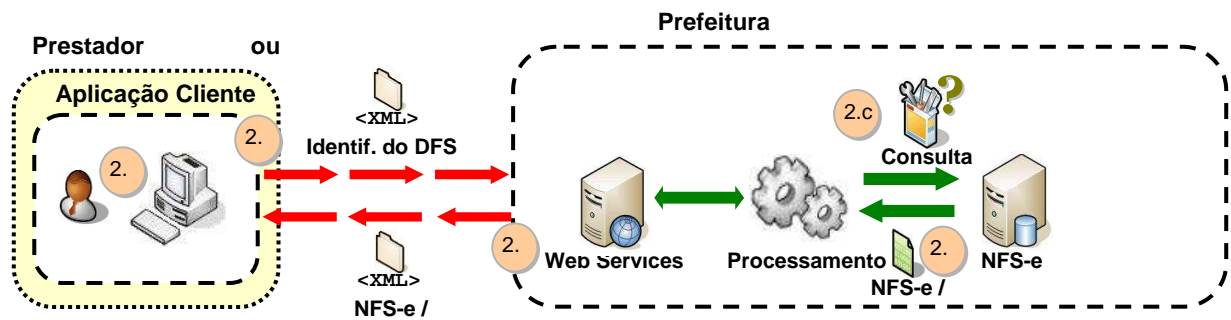 Prefeitura
Prestador ou
Aplicação Cliente
<XML>
2.c
?
2.
Identif. do DFS
Consulta
2.
2.
Web Services
Processamento
2.
NFS-e
<XML>
NFS-e /
NFS-e /